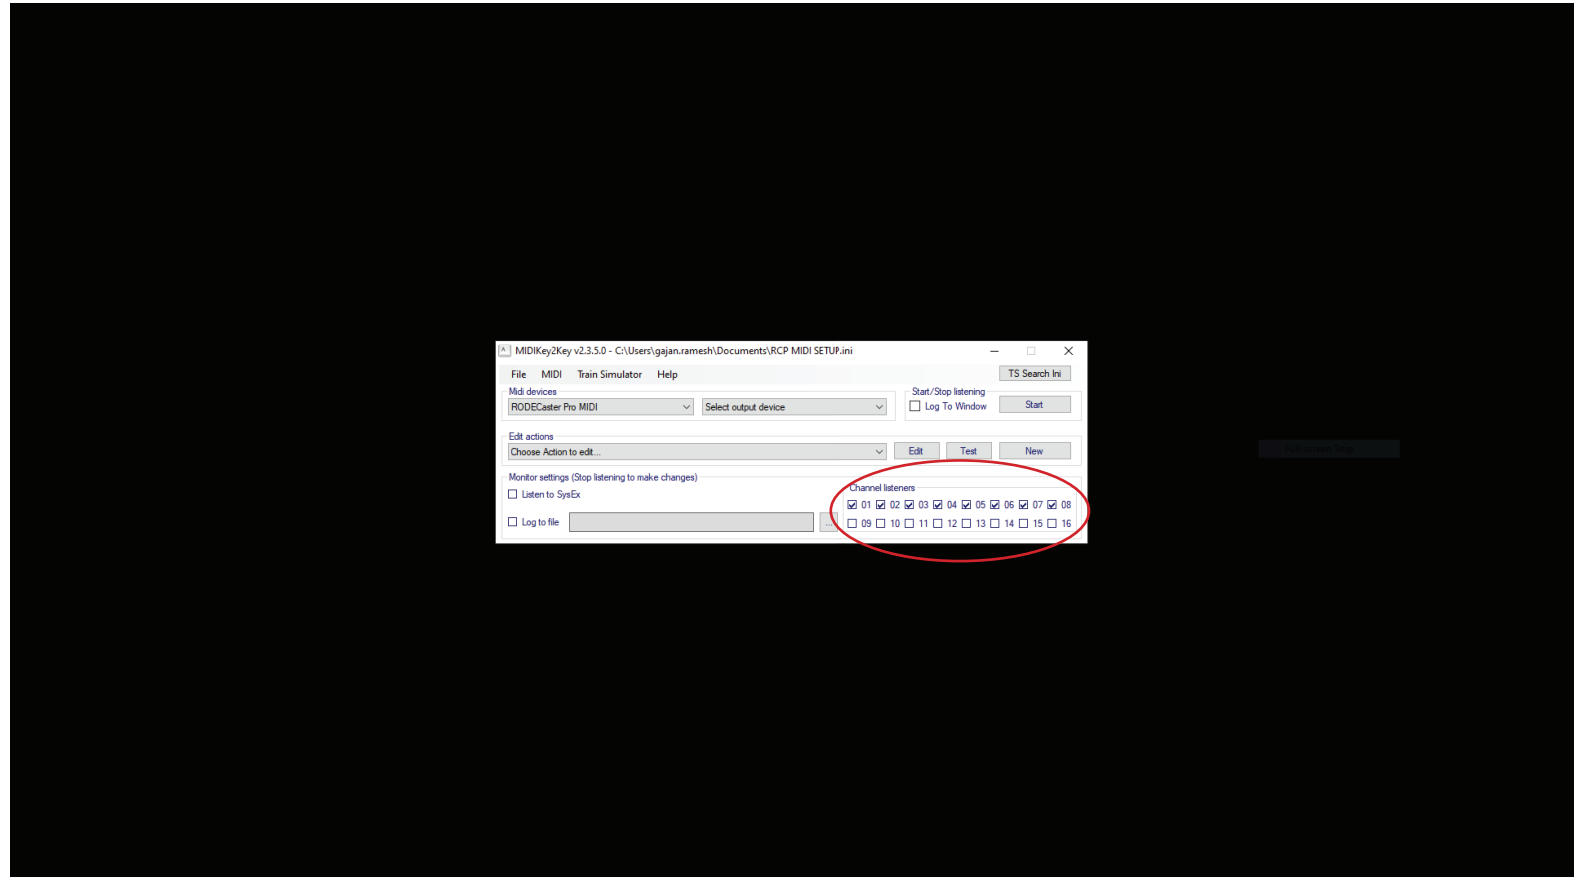 MIDIKey2Key v2.3.5.0 - C:\Users\gajan.ramesh\Documents\RCP MIDI SETUP.ini
File MIDI Train Simulator Help TS Search Ini
Midi devices Start/Stop listening
RODECaster Pro MIDI Select output device Log To Window Start
Edit actions
Choose Action to edit... Edit Test New
Monitor settings (Stop listening to make changes)
Channel listeners
Listen to SysEx
01 02 03 04 05 06 07 08
Log to file ... 09 10 11 12 13 14 15 16